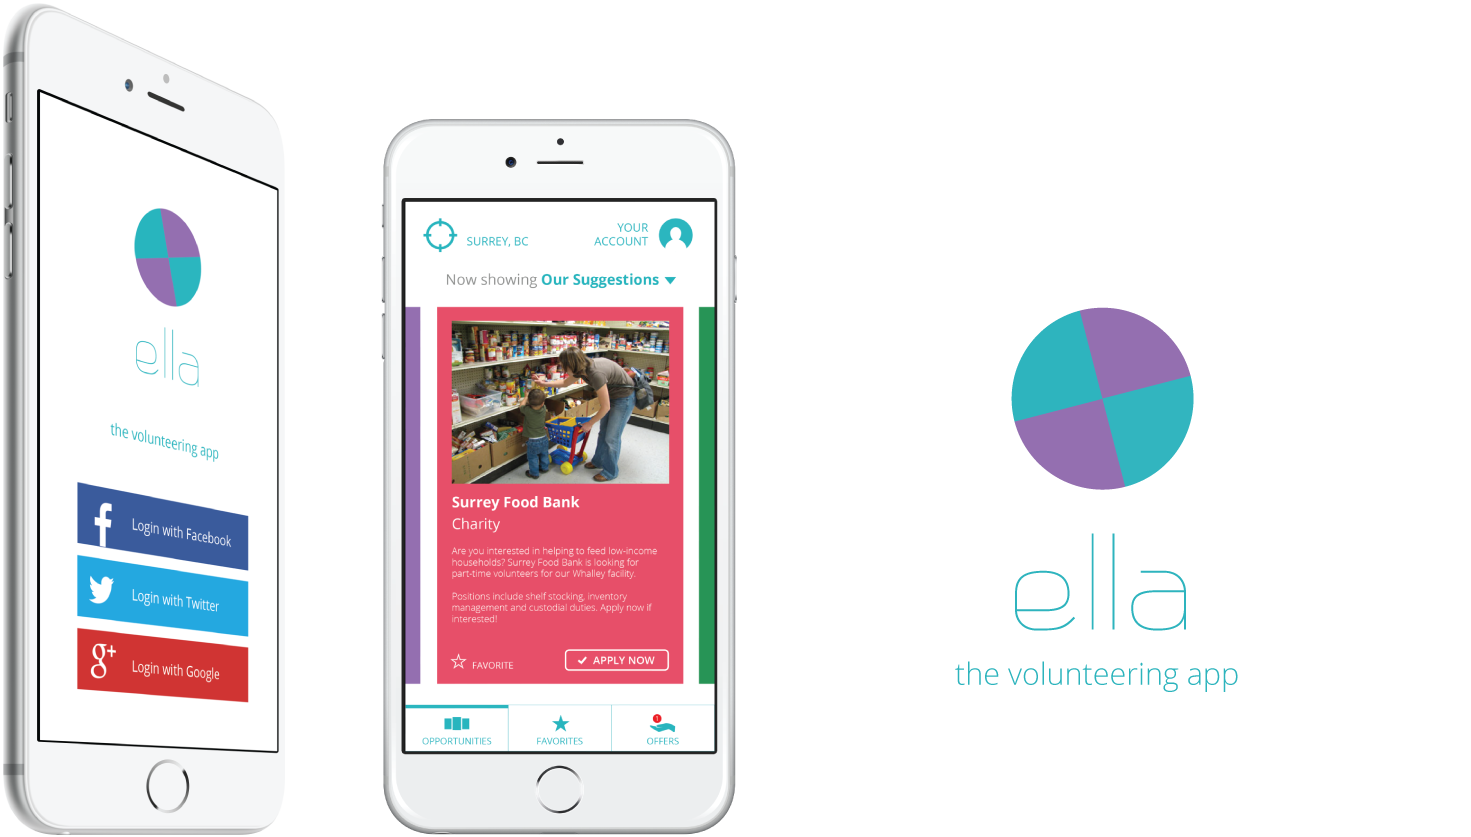 ella
the volunteering app
Login with Facebook
Login with Twitter
g+
Login with Google
SURREY, BC
YOUR
ACCOUNT
Now showing Our Suggestions
Surrey Food Bank
Charity
Are you interested in helping to feed low-income
households? Surrey Food Bank is looking for
part-time volunteers for our Whalley facility.
Positions include shelf stocking, inventory
management and custodial duties. Apply now if
interested!
FAVORITE
APPLY NOW
OPPORTUNITIES
FAVORITES
1
OFFERS
ella
the volunteering app